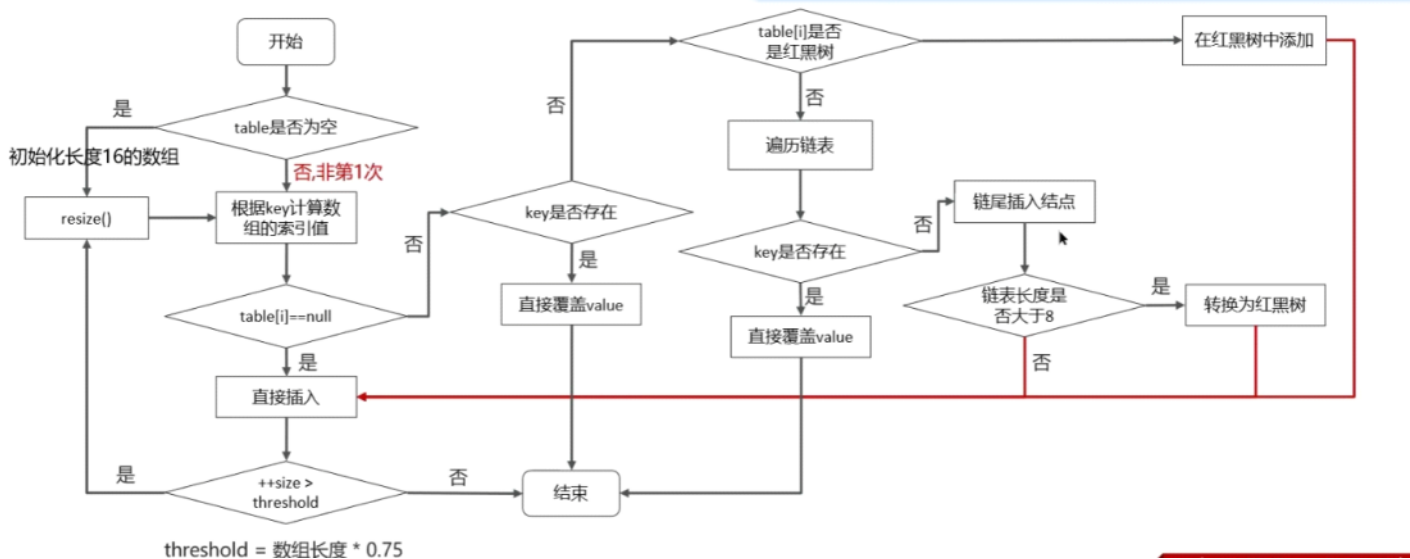 开始
是
table是否为空
初始化长度16的数组
否,非第1次
resize()
根据key计算数
组的索引值
否
table[i]==null
是
直接插入
是
++size >
threshold
否
threshold = 数组长度 * 0.75
否
key是否存在
是
直接覆盖value
结束
table[i]是否
是红黑树
否
遍历链表
key是否存在
是
直接覆盖value
否
链尾插入结点
链表长度是
否大于8
否
是
转换为红黑树
在红黑树中添加